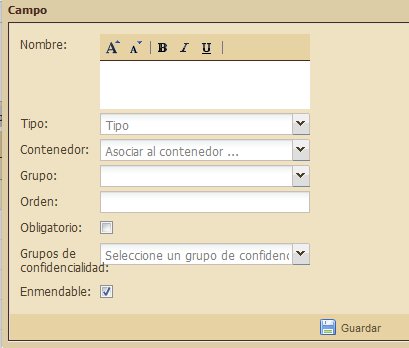 Campo
Nombre:
A A B I U
Tipo: Tipo
Contenedor: Asociar al contenedor ...
Grupo:
Orden:
Obligatorio:
Grupos de confidencialidad: Seleccione un grupo de confidenc
Enmendable:
Guardar